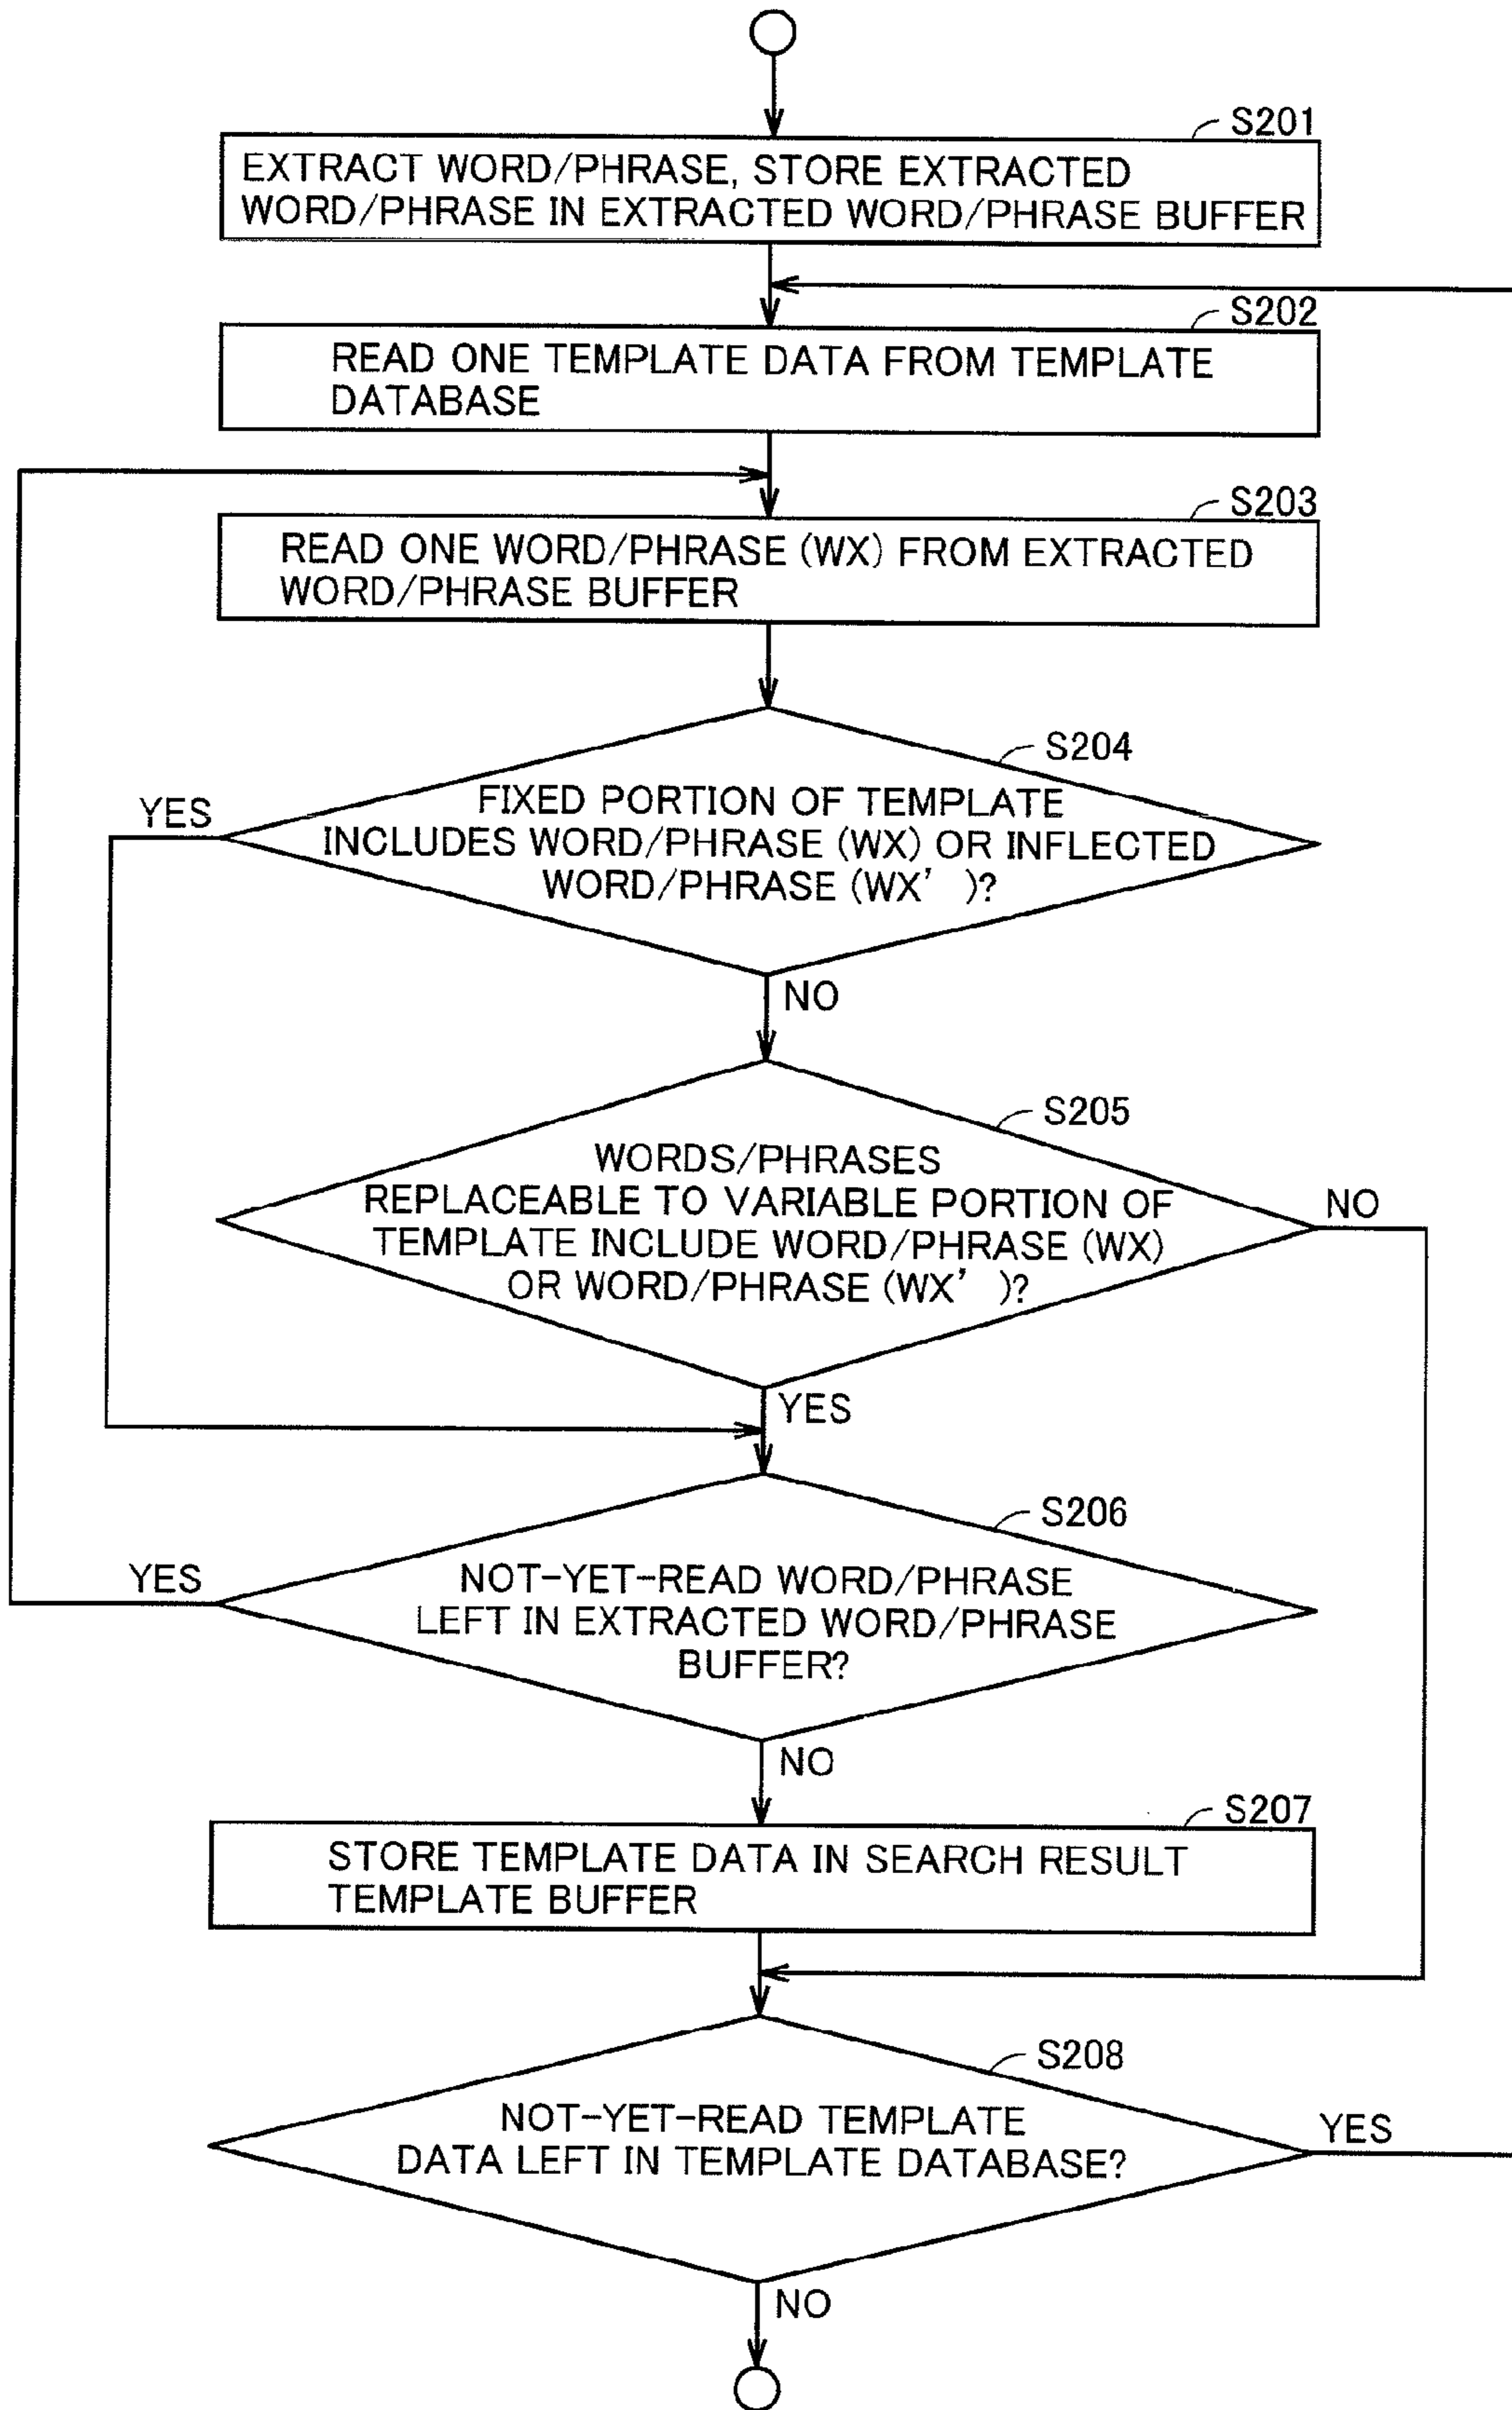 S201
EXTRACT WORD/PHRASE, STORE EXTRACTED
WORD/PHRASE IN EXTRACTED WORD/PHRASE BUFFER
S202
READ ONE TEMPLATE DATA FROM TEMPLATE
DATABASE
S203
READ ONE WORD/PHRASE (WX) FROM EXTRACTED
WORD/PHRASE BUFFER
S204
YES
FIXED PORTION OF TEMPLATE
INCLUDES WORD/PHRASE (WX) OR INFLECTED
WORD/PHRASE (WX' )?
NO
S205
WORDS/PHRASES
REPLACEABLE TO VARIABLE PORTION OF
NO
TEMPLATE INCLUDE WORD/PHRASE (WX)
OR WORD/PHRASE (WX' )?
YES
S206
YES
NOT-YET-READ WORD/PHRASE
LEFT IN EXTRACTED WORD/PHRASE
BUFFER?
NO
S207
STORE TEMPLATE DATA IN SEARCH RESULT
TEMPLATE BUFFER
S208
NOT-YET-READ TEMPLATE
YES
DATA LEFT IN TEMPLATE DATABASE?
NO